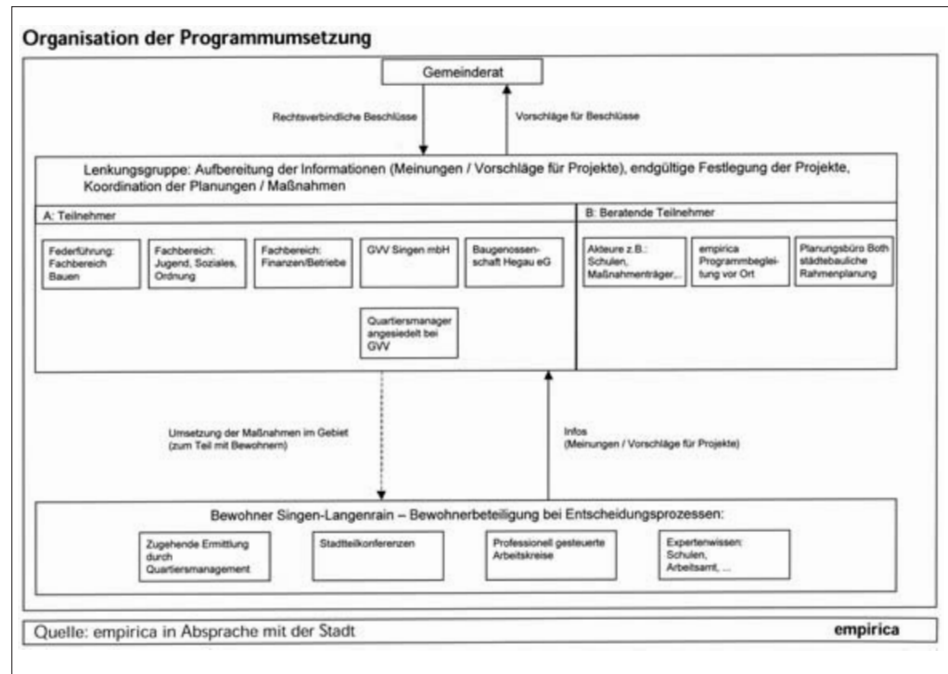 Organisation der Programmumsetzung
Gemeinderat
Rechtsverbindliche Beschlüsse
Vorschläge für Beschlüsse
Lenkungsgruppe: Aufbereitung der Informationen (Meinungen / Vorschläge für Projekte), endgültige Festlegung der Projekte,
Koordination der Planungen / Maßnahmen
A: Teilnehmer
B: Beratende Teilnehmer
Federführung:
Fachbereich
Bauen
Fachbereich:
Jugend, Soziales,
Ordnung
Fachbereich:
Finanzen/Betriebe
GVV Singen mbH
Baugenossen-
schaft Hegau eG
Akteure z.B.:
Schulen,
Maßnahmenträger,..
empirica
Programmbeglei-
tung vor Ort
Planungsbüro Both
städtebauliche
Rahmenplanung
Quartiersmanager
angesiedelt bei
GVV
Umsetzung der Maßnahmen im Gebiet
(zum Teil mit Bewohnern)
Infos
(Meinungen / Vorschläge für Projekte)
Bewohner Singen-Langenrain – Bewohnerbeteiligung bei Entscheidungsprozessen:
Zugehende Ermittlung
durch
Quartiersmanagement
Stadtteilkonferenzen
Professionell gesteuerte
Arbeitskreise
Expertenwissen:
Schulen,
Arbeitsamt, ...
Quelle: empirica in Absprache mit der Stadt
empirica